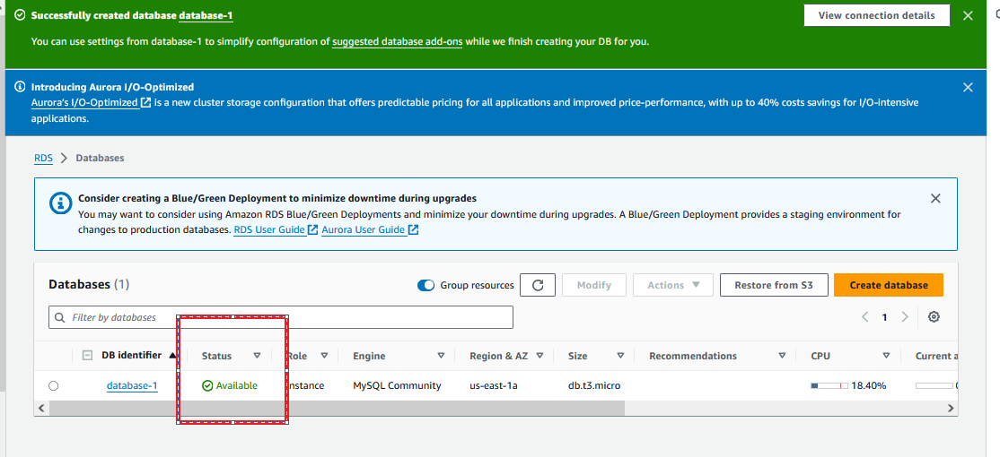 Successfully created database database-1
View connection details
You can use settings from database-1 to simplify configuration of suggested database add-ons while we finish creating your DB for you.
Introducing Aurora I/O-Optimized
Aurora's I/O-Optimized is a new cluster storage configuration that offers predictable pricing for all applications and improved price-performance, with up to 40% costs savings for I/O-intensive
applications.
RDS > Databases
Consider creating a Blue/Green Deployment to minimize downtime during upgrades
You may want to consider using Amazon RDS Blue/Green Deployments and minimize your downtime during upgrades. A Blue/Green Deployment provides a staging environment for
changes to production databases. RDS User Guide Aurora User Guide
Databases (1) Group resources Modify Actions Restore from S3 Create database
Filter by databases 1
DB identifier Status Role Engine Region & AZ Size Recommendations CPU Current a
database-1 Available Instance MySQL Community us-east-1a db.t3.micro 18.40%